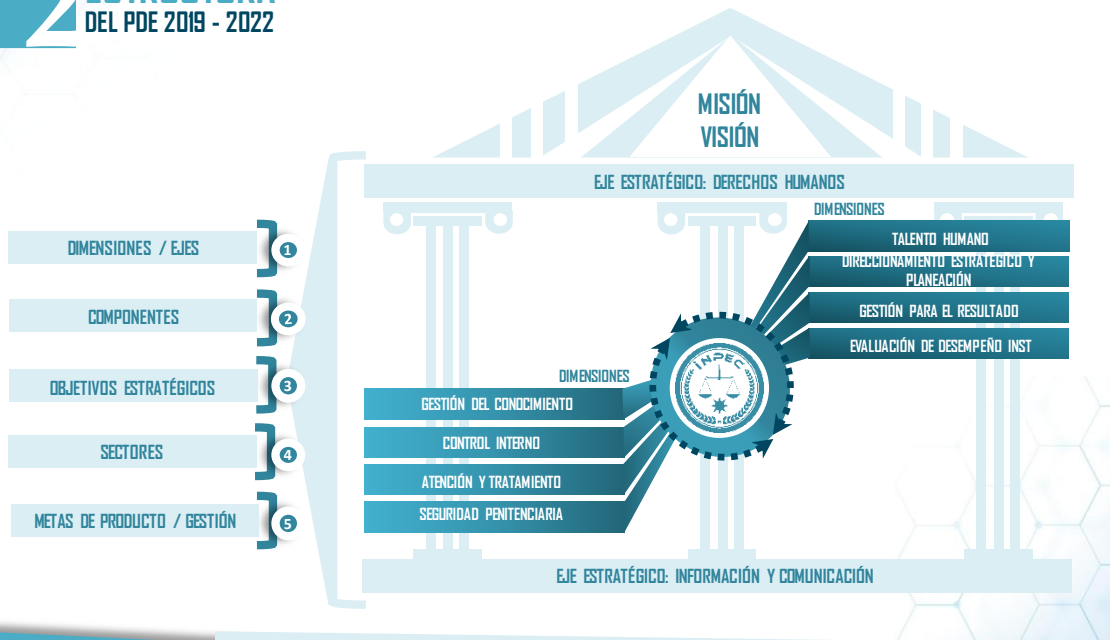 2 ESTRUCTURA
DEL PDE 2019 - 2022
MISIÓN
VISIÓN
EJE ESTRATÉGICO: DERECHOS HUMANOS
DIMENSIONES / EJES
1
COMPONENTES
2
OBJETIVOS ESTRATÉGICOS
3
SECTORES
4
METAS DE PRODUCTO / GESTIÓN
5
DIMENSIONES
TALENTO HUMANO
DIRECCIONAMIENTO ESTRATÉGICO Y
PLANEACIÓN
GESTIÓN PARA EL RESULTADO
EVALUACIÓN DE DESEMPEÑO INST
INPEC
DIMENSIONES
GESTIÓN DEL CONOCIMIENTO
CONTROL INTERNO
ATENCIÓN Y TRATAMIENTO
SEGURIDAD PENITENCIARIA
EJE ESTRATÉGICO: INFORMACIÓN Y COMUNICACIÓN